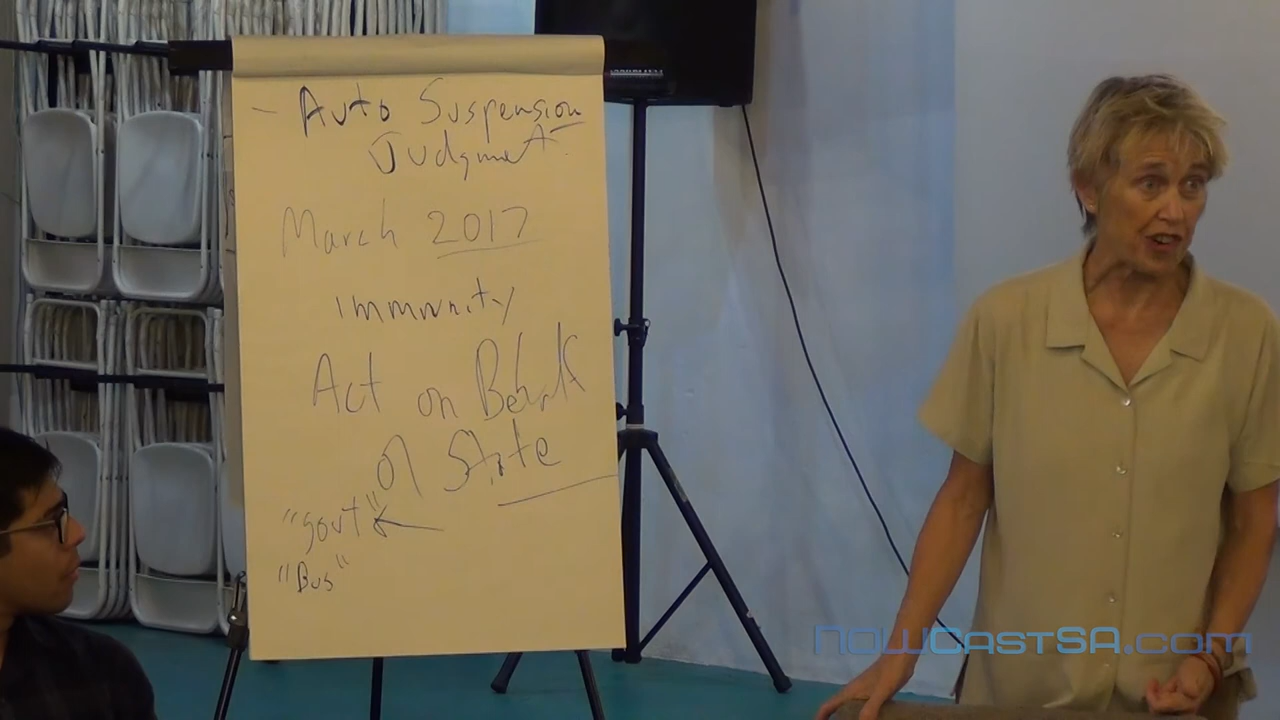 - Auto Suspension
Judgment
March 2017
immunity
Act on Behalf
of State
"govt"
"Bus"
NOWCASTSA.com